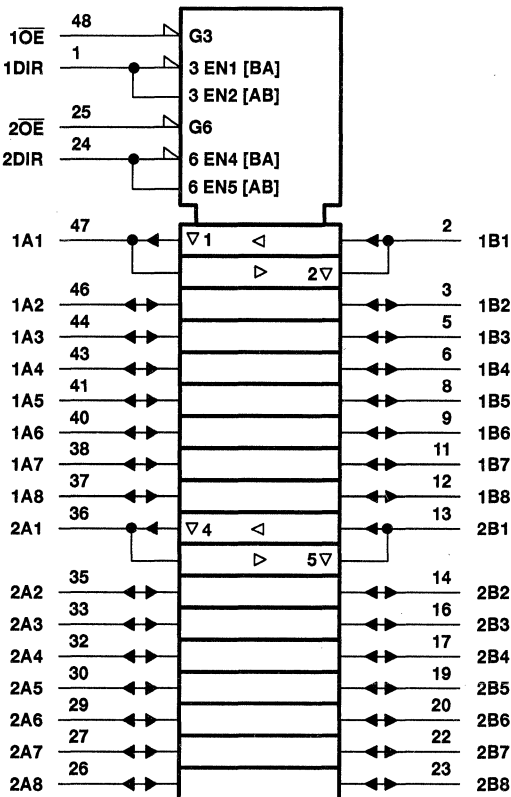 48
1O̅E̅ G3
1
1DIR 3 EN1 [BA]
3 EN2 [AB]
25
2O̅E̅ G6
24
2DIR 6 EN4 [BA]
6 EN5 [AB]
47 2
1A1 ▽1 ◁ 1B1
▷ 2▽
46 3
1A2 1B2
44 5
1A3 1B3
43 6
1A4 1B4
41 8
1A5 1B5
40 9
1A6 1B6
38 11
1A7 1B7
37 12
1A8 1B8
36 13
2A1 ▽4 ◁ 2B1
▷ 5▽
35 14
2A2 2B2
33 16
2A3 2B3
32 17
2A4 2B4
30 19
2A5 2B5
29 20
2A6 2B6
27 22
2A7 2B7
26 23
2A8 2B8